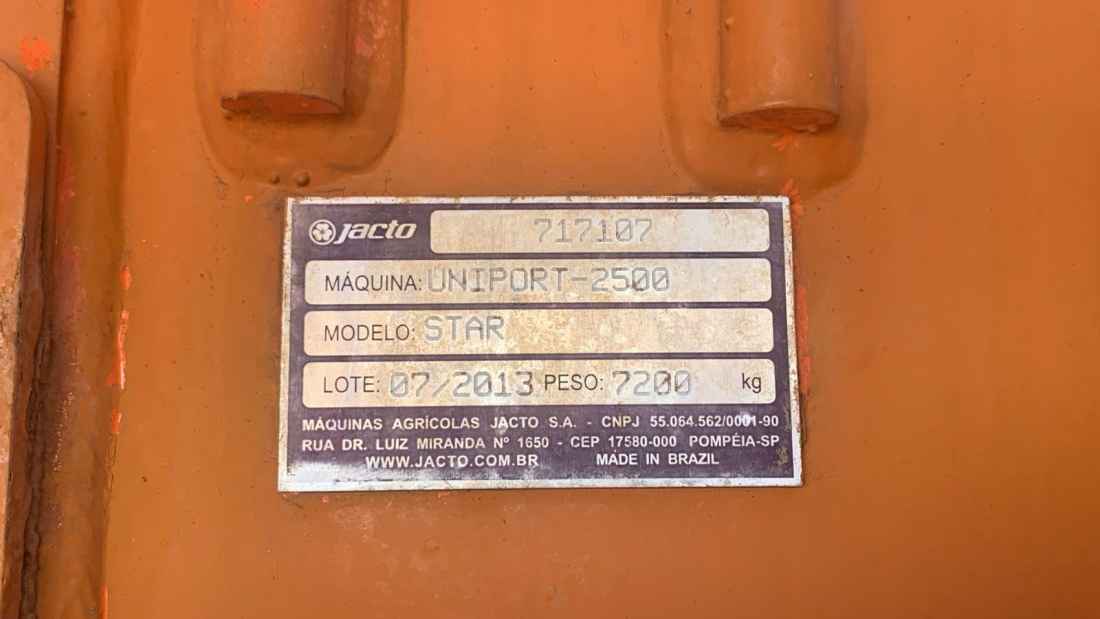 jacto 717107
MÁQUINA: UNIPORT-2500
MODELO: STAR
LOTE: 07/2013 PESO: 7200 kg
MÁQUINAS AGRÍCOLAS JACTO S.A. - CNPJ 55.064.562/0001-90
RUA DR. LUIZ MIRANDA Nº 1650 - CEP 17580-000 POMPÉIA-SP
WWW.JACTO.COM.BR MADE IN BRAZIL